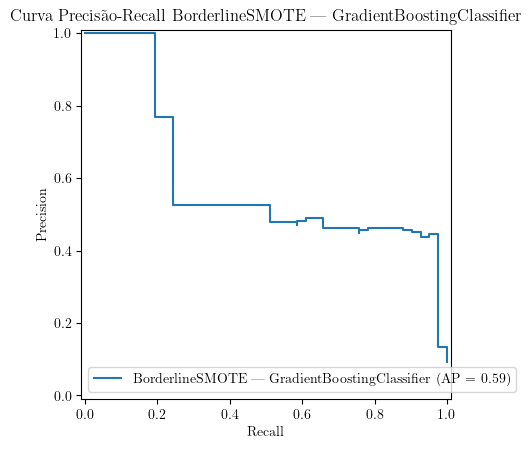 Curva Precisão-Recall BorderlineSMOTE — GradientBoostingClassifier
1.0
0.8
0.6
0.4
0.2
0.0
Precision
BorderlineSMOTE — GradientBoostingClassifier (AP = 0.59)
0.0 0.2 0.4 0.6 0.8 1.0
Recall